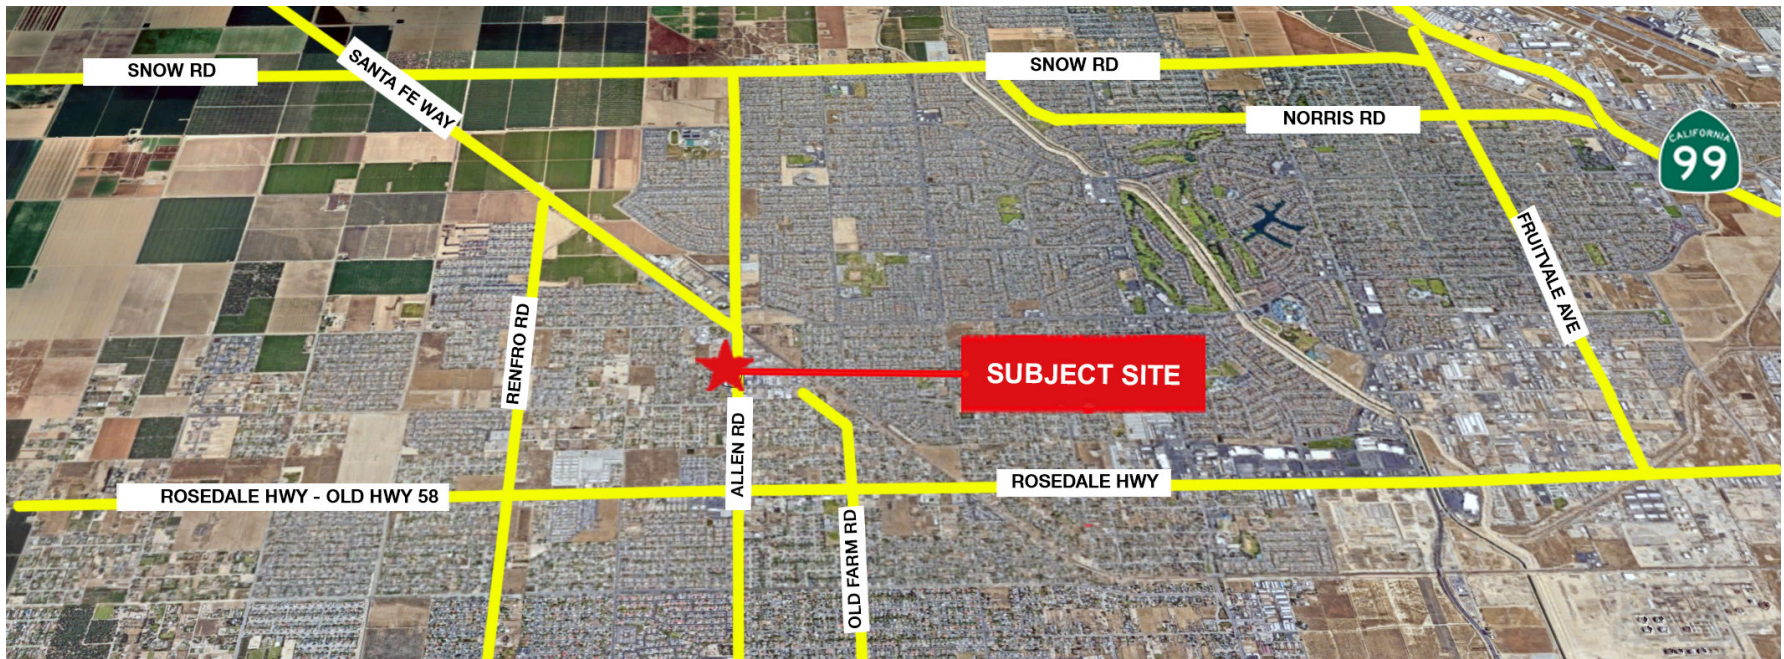 SNOW RD
SANTA FE WAY
SNOW RD
NORRIS RD
CALIFORNIA
99
FRUITVALE AVE
RENFRO RD
SUBJECT SITE
ALLEN RD
ROSEDALE HWY - OLD HWY 58
ROSEDALE HWY
OLD FARM RD